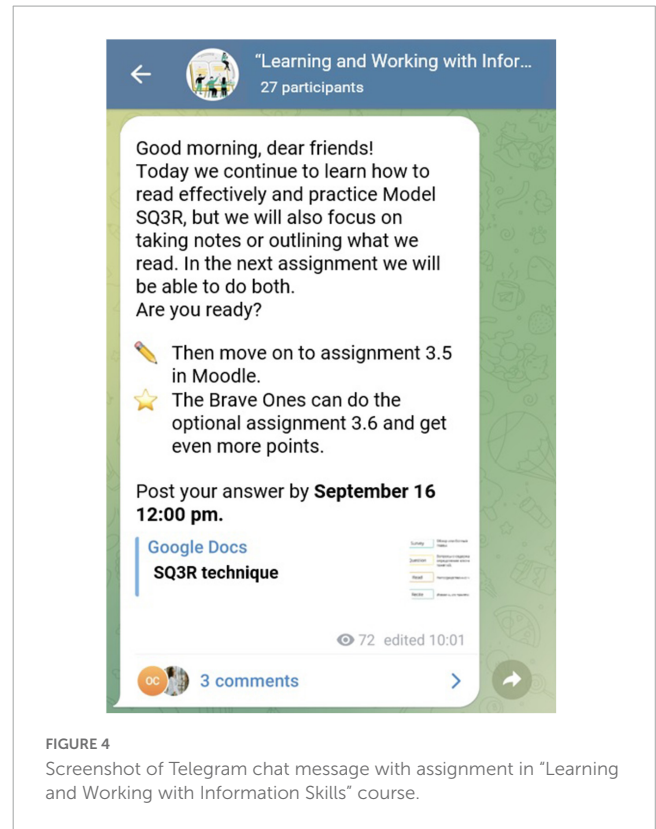 “Learning and Working with Infor...
27 participants
Good morning, dear friends!
Today we continue to learn how to
read effectively and practice Model
SQ3R, but we will also focus on
taking notes or outlining what we
read. In the next assignment we will
be able to do both.
Are you ready?
Then move on to assignment 3.5
in Moodle.
The Brave Ones can do the
optional assignment 3.6 and get
even more points.
Post your answer by September 16
12:00 pm.
Google Docs
SQ3R technique
Survey
Question
Read
Recite
72 edited 10:01
OC
3 comments
FIGURE 4
Screenshot of Telegram chat message with assignment in “Learning
and Working with Information Skills” course.